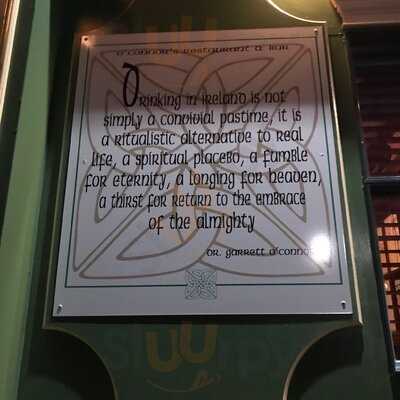 O'Connor's Restaurant & Bar
Drinking in Ireland is not
simply a convivial pastime, it is
a ritualistic alternative to real
life, a spiritual placebo, a fumble
for eternity, a longing for heaven,
a thirst for return to the embrace
of the almighty
Dr. Garrett O'Connor